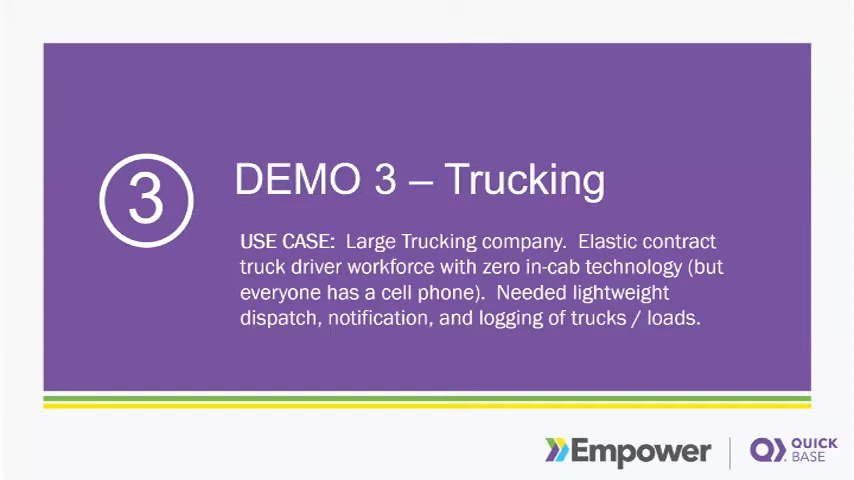 3
DEMO 3 – Trucking
USE CASE:  Large Trucking company.  Elastic contract
truck driver workforce with zero in-cab technology (but
everyone has a cell phone).  Needed lightweight
dispatch, notification, and logging of trucks / loads.
Empower
QUICK
BASE